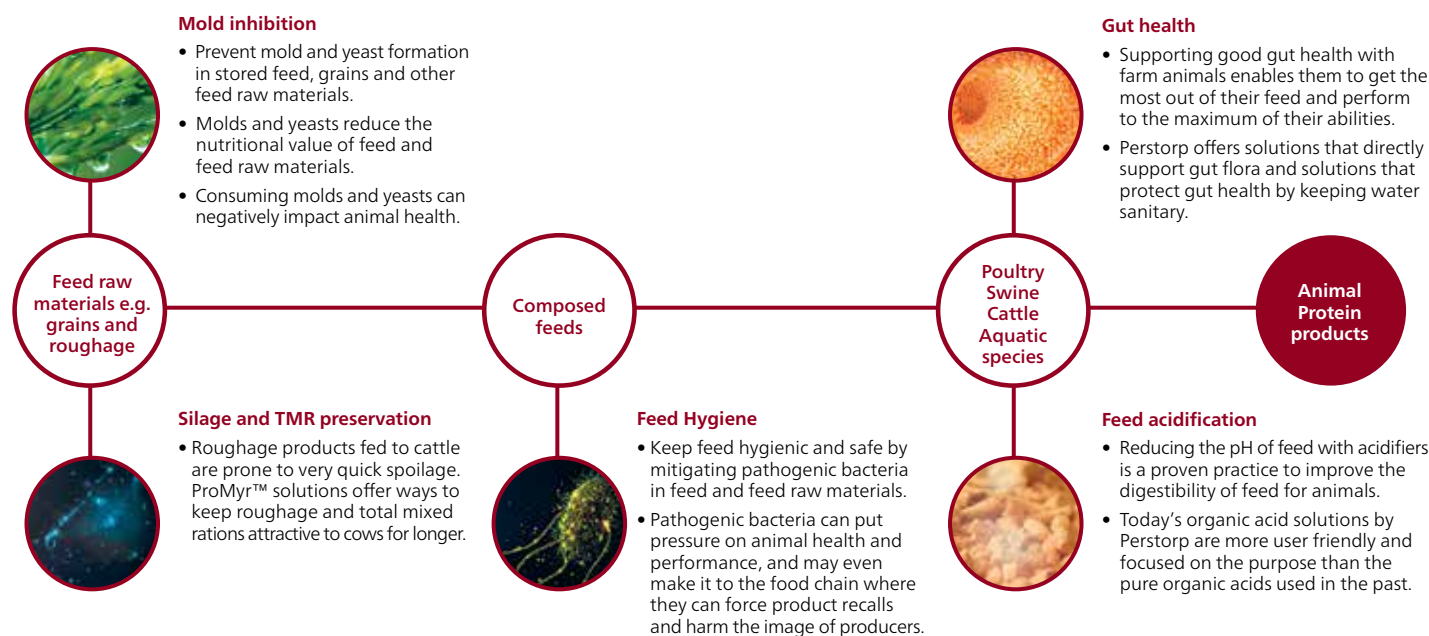 Mold inhibition
• Prevent mold and yeast formation
in stored feed, grains and other
feed raw materials.
• Molds and yeasts reduce the
nutritional value of feed and
feed raw materials.
• Consuming molds and yeasts can
negatively impact animal health.
Gut health
• Supporting good gut health with
farm animals enables them to get the
most out of their feed and perform
to the maximum of their abilities.
• Perstorp offers solutions that directly
support gut flora and solutions that
protect gut health by keeping water
sanitary.
Feed raw
materials e.g.
grains and
roughage
Composed
feeds
Poultry
Swine
Cattle
Aquatic
species
Animal
Protein
products
Silage and TMR preservation
• Roughage products fed to cattle
are prone to very quick spoilage.
ProMyr™ solutions offer ways to
keep roughage and total mixed
rations attractive to cows for longer.
Feed Hygiene
• Keep feed hygienic and safe by
mitigating pathogenic bacteria
in feed and feed raw materials.
• Pathogenic bacteria can put
pressure on animal health and
performance, and may even
make it to the food chain where
they can force product recalls
and harm the image of producers.
Feed acidification
• Reducing the pH of feed with acidifiers
is a proven practice to improve the
digestibility of feed for animals.
• Today's organic acid solutions by
Perstorp are more user friendly and
focused on the purpose than the
pure organic acids used in the past.